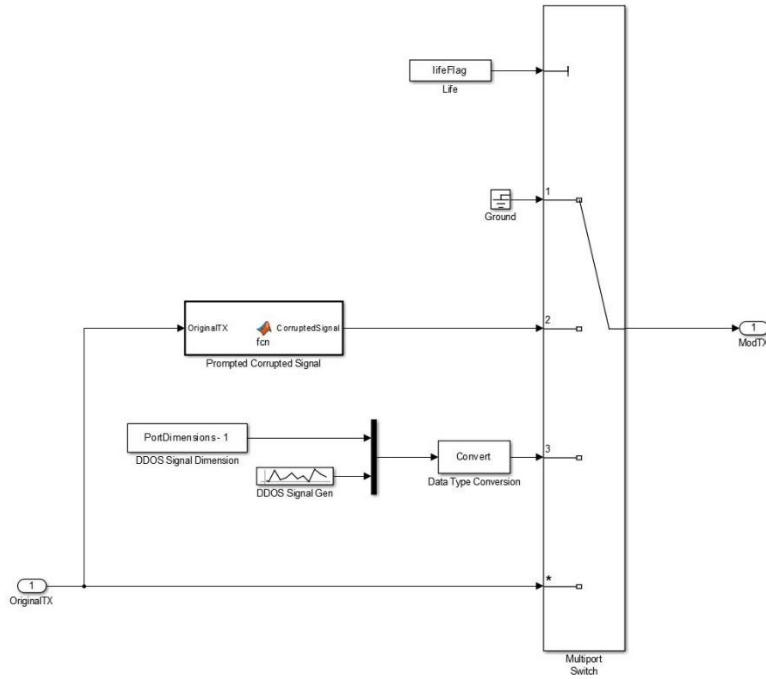 lifeFlag
Life
1
Ground
OriginalTX
CorruptedSignal
fcn
Prompted Corrupted Signal
2
1
ModTX
PortDimensions - 1
DDOS Signal Dimension
DDOS Signal Gen
Convert
Data Type Conversion
3
1
OriginalTX
*
Multiport
Switch